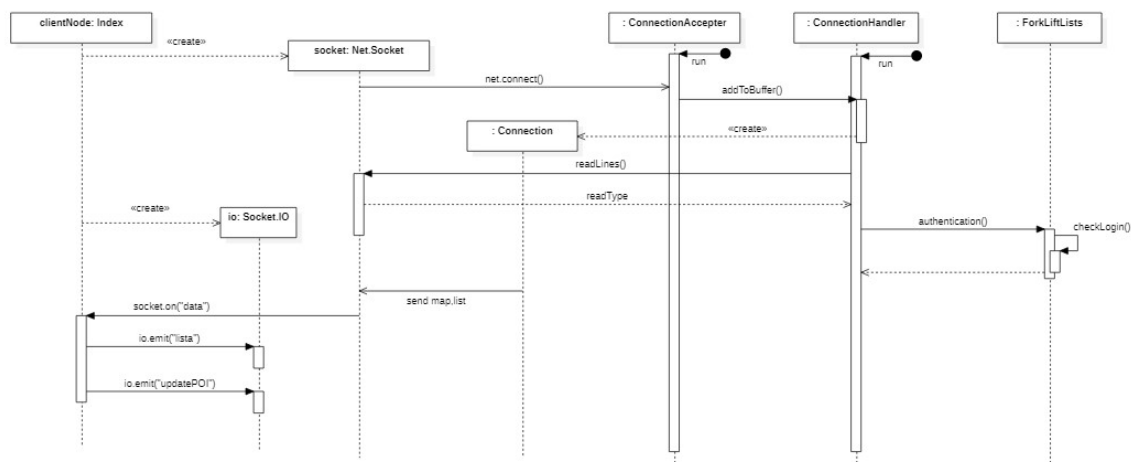 clientNode: Index
: ConnectionAccepter
: ConnectionHandler
: ForkLiftLists
«create»
socket: Net.Socket
run
run
net.connect()
addToBuffer()
: Connection
«create»
readLines()
readType
«create»
io: Socket.IO
authentication()
checkLogin()
send map,list
socket.on("data")
io.emit("lista")
io.emit("updatePOI")